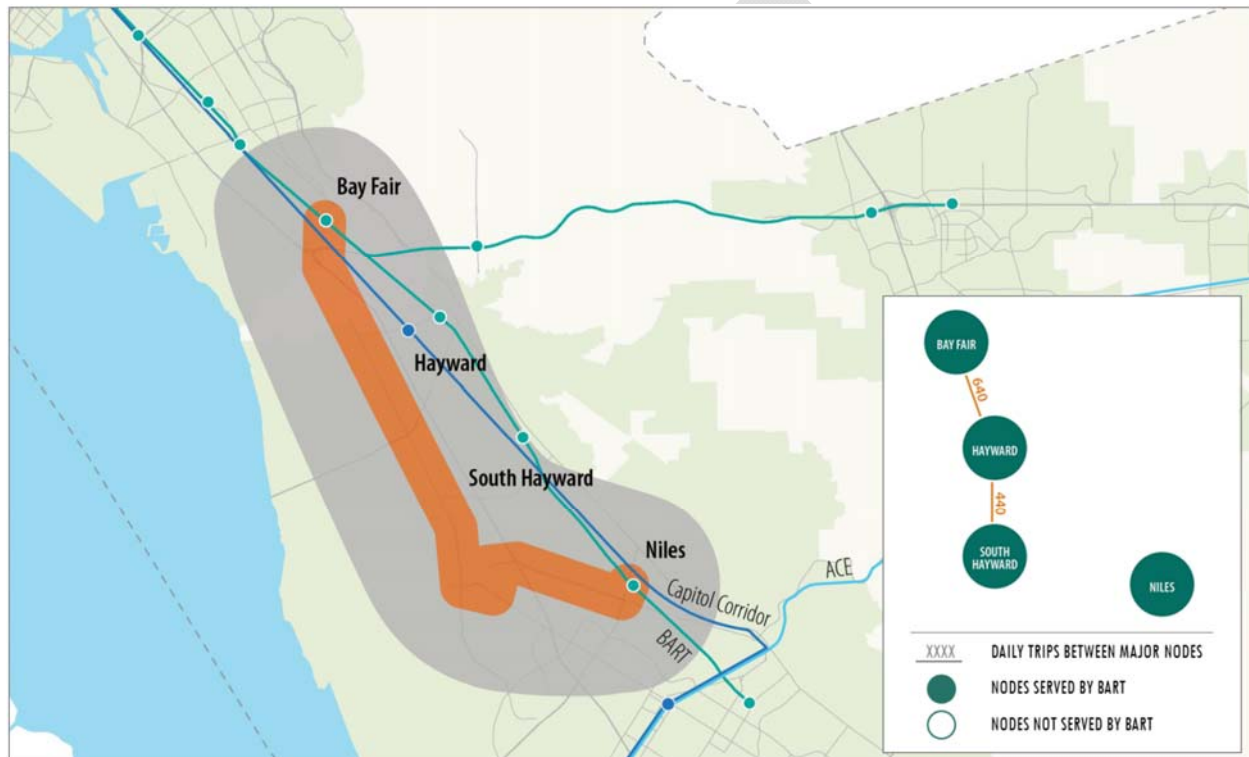 Bay Fair
Hayward
South Hayward
Niles
ACE
Capitol Corridor
BART
BAY FAIR
640
HAYWARD
440
SOUTH
HAYWARD
NILES
XXXX DAILY TRIPS BETWEEN MAJOR NODES
NODES SERVED BY BART
NODES NOT SERVED BY BART